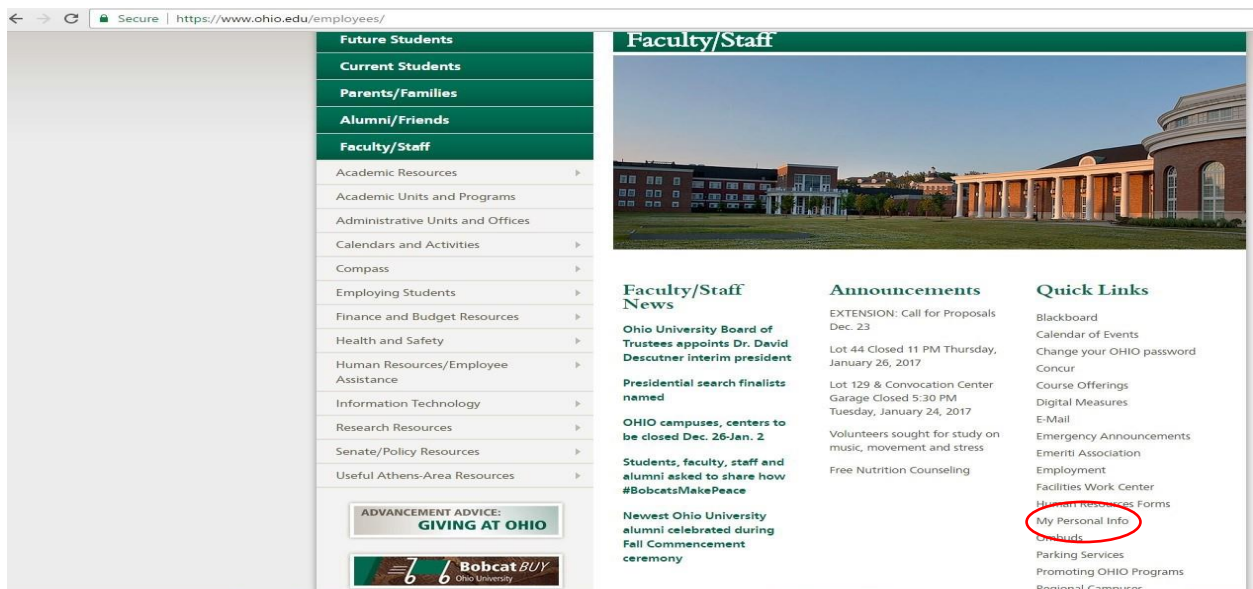 Secure | https://www.ohio.edu/employees/
Future Students
Current Students
Parents/Families
Alumni/Friends
Faculty/Staff
Academic Resources
Academic Units and Programs
Administrative Units and Offices
Calendars and Activities
Compass
Employing Students
Finance and Budget Resources
Health and Safety
Human Resources/Employee
Assistance
Information Technology
Research Resources
Senate/Policy Resources
Useful Athens-Area Resources
ADVANCEMENT ADVICE:
GIVING AT OHIO
Bobcat BUY
Ohio University
Faculty/Staff
Faculty/Staff
News
Ohio University Board of
Trustees appoints Dr. David
Descutner interim president
Presidential search finalists
named
OHIO campuses, centers to
be closed Dec. 26-Jan. 2
Students, faculty, staff and
alumni asked to share how
#BobcatsMakePeace
Newest Ohio University
alumni celebrated during
Fall Commencement
ceremony
Announcements
EXTENSION: Call for Proposals
Dec. 23
Lot 44 Closed 11 PM Thursday,
January 26, 2017
Lot 129 & Convocation Center
Garage Closed 5:30 PM
Tuesday, January 24, 2017
Volunteers sought for study on
music, movement and stress
Free Nutrition Counseling
Quick Links
Blackboard
Calendar of Events
Change your OHIO password
Concur
Course Offerings
Digital Measures
E-Mail
Emergency Announcements
Emeriti Association
Employment
Facilities Work Center
Human Resources Forms
My Personal Info
Ombuds
Parking Services
Promoting OHIO Programs
Regional Campuses